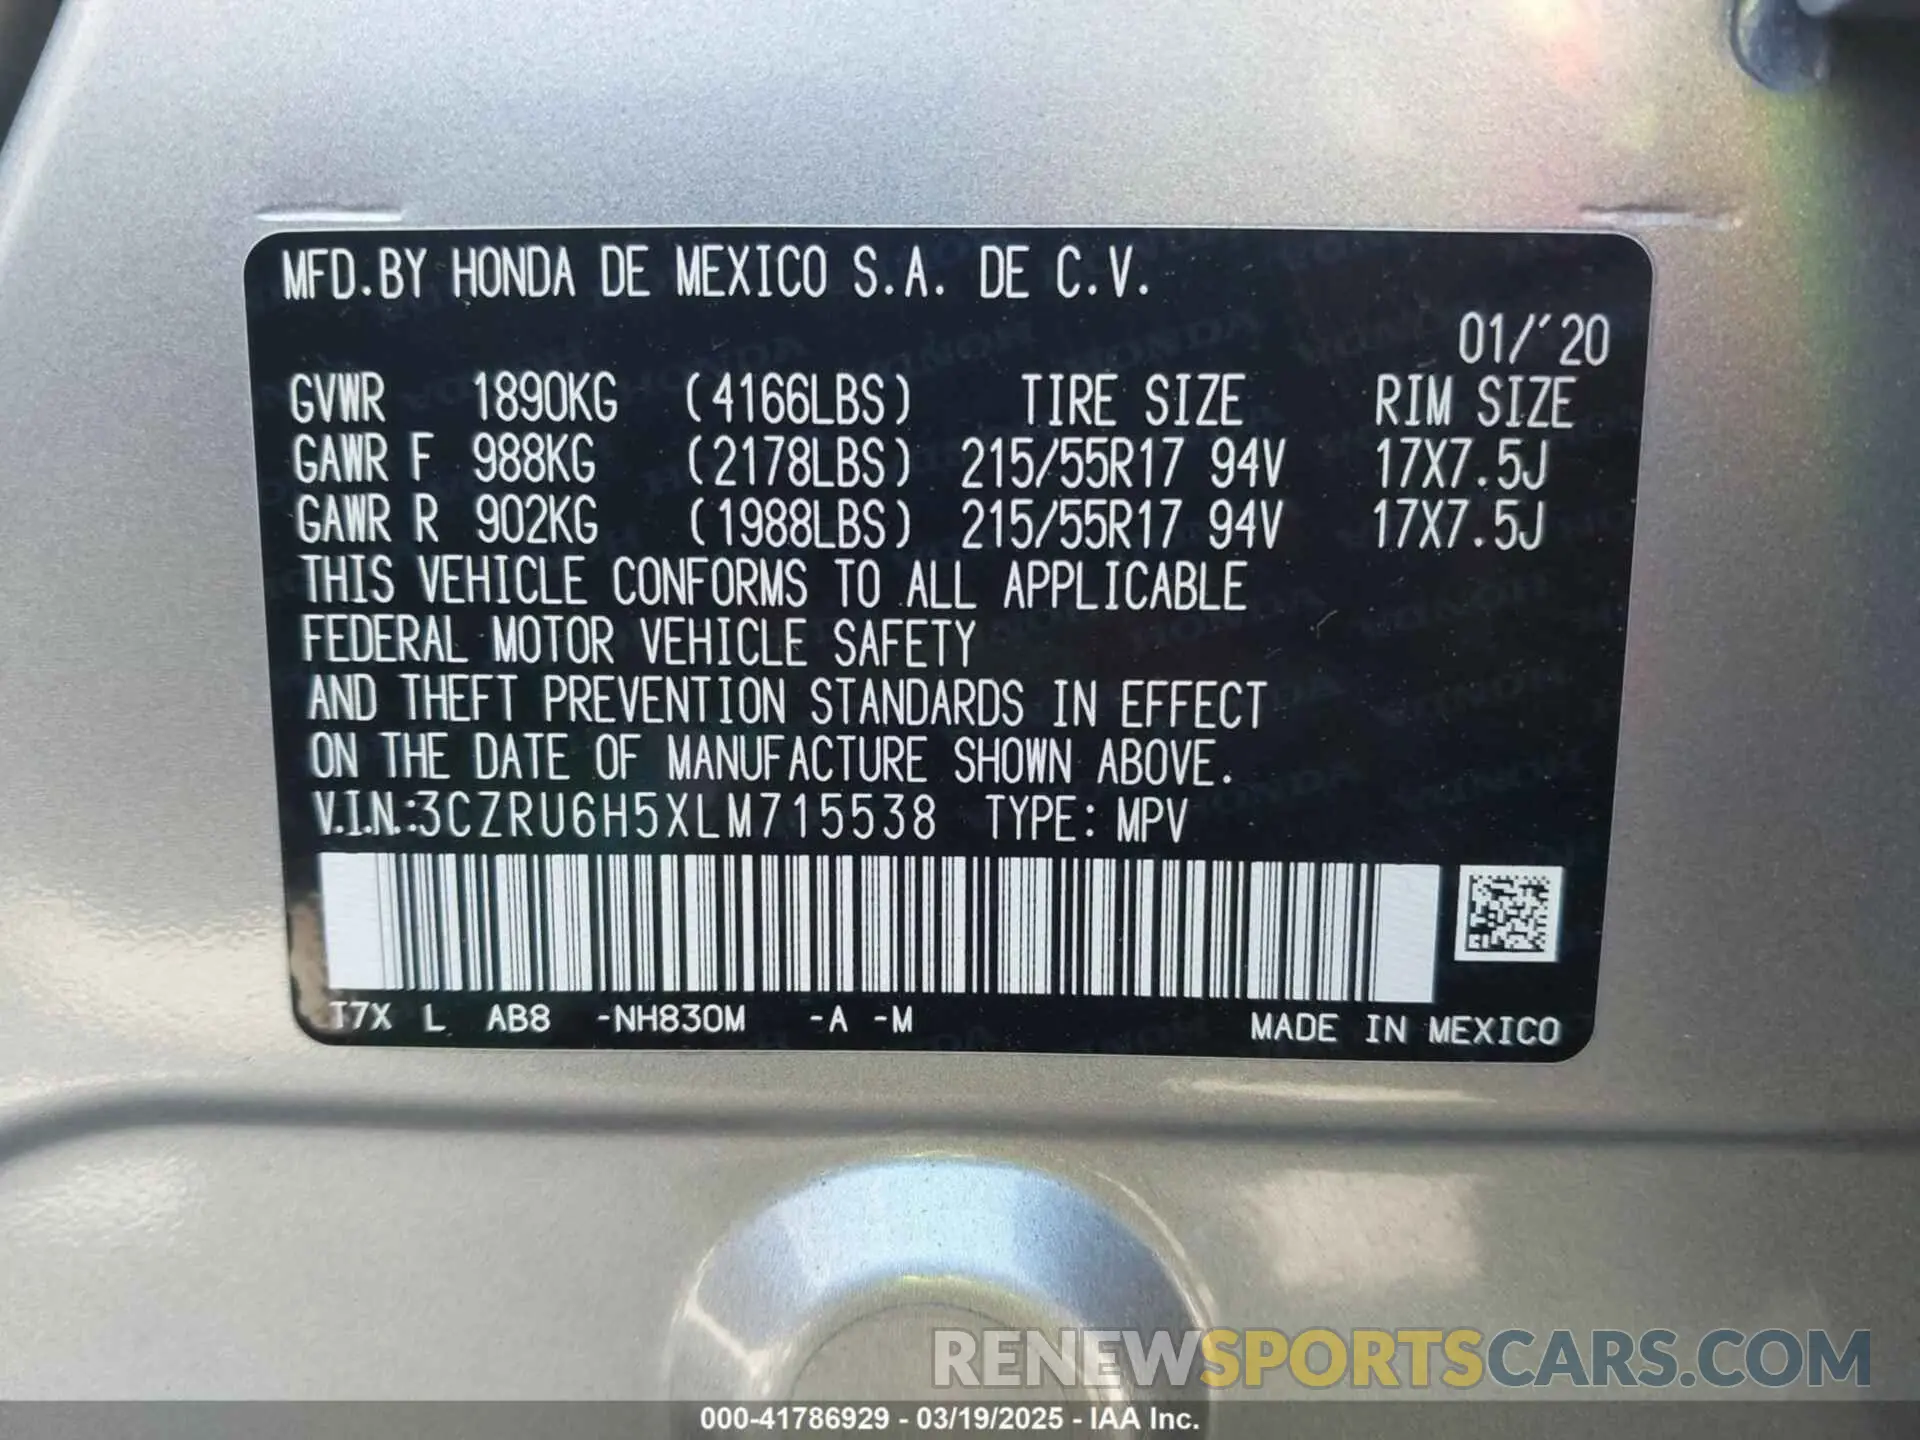 MFD.BY HONDA DE MEXICO S.A. DE C.V.
01/'20
GVWR 1890KG (4166LBS) TIRE SIZE RIM SIZE
GAWR F 988KG (2178LBS) 215/55R17 94V 17X7.5J
GAWR R 902KG (1988LBS) 215/55R17 94V 17X7.5J
THIS VEHICLE CONFORMS TO ALL APPLICABLE
FEDERAL MOTOR VEHICLE SAFETY
AND THEFT PREVENTION STANDARDS IN EFFECT
ON THE DATE OF MANUFACTURE SHOWN ABOVE.
V.I.N.:3CZRU6H5XLM715538 TYPE: MPV
T7X L AB8 -NH830M -A -M MADE IN MEXICO
RENEWSPORTSCARS.COM
000-41786929 - 03/19/2025 - IAA Inc.